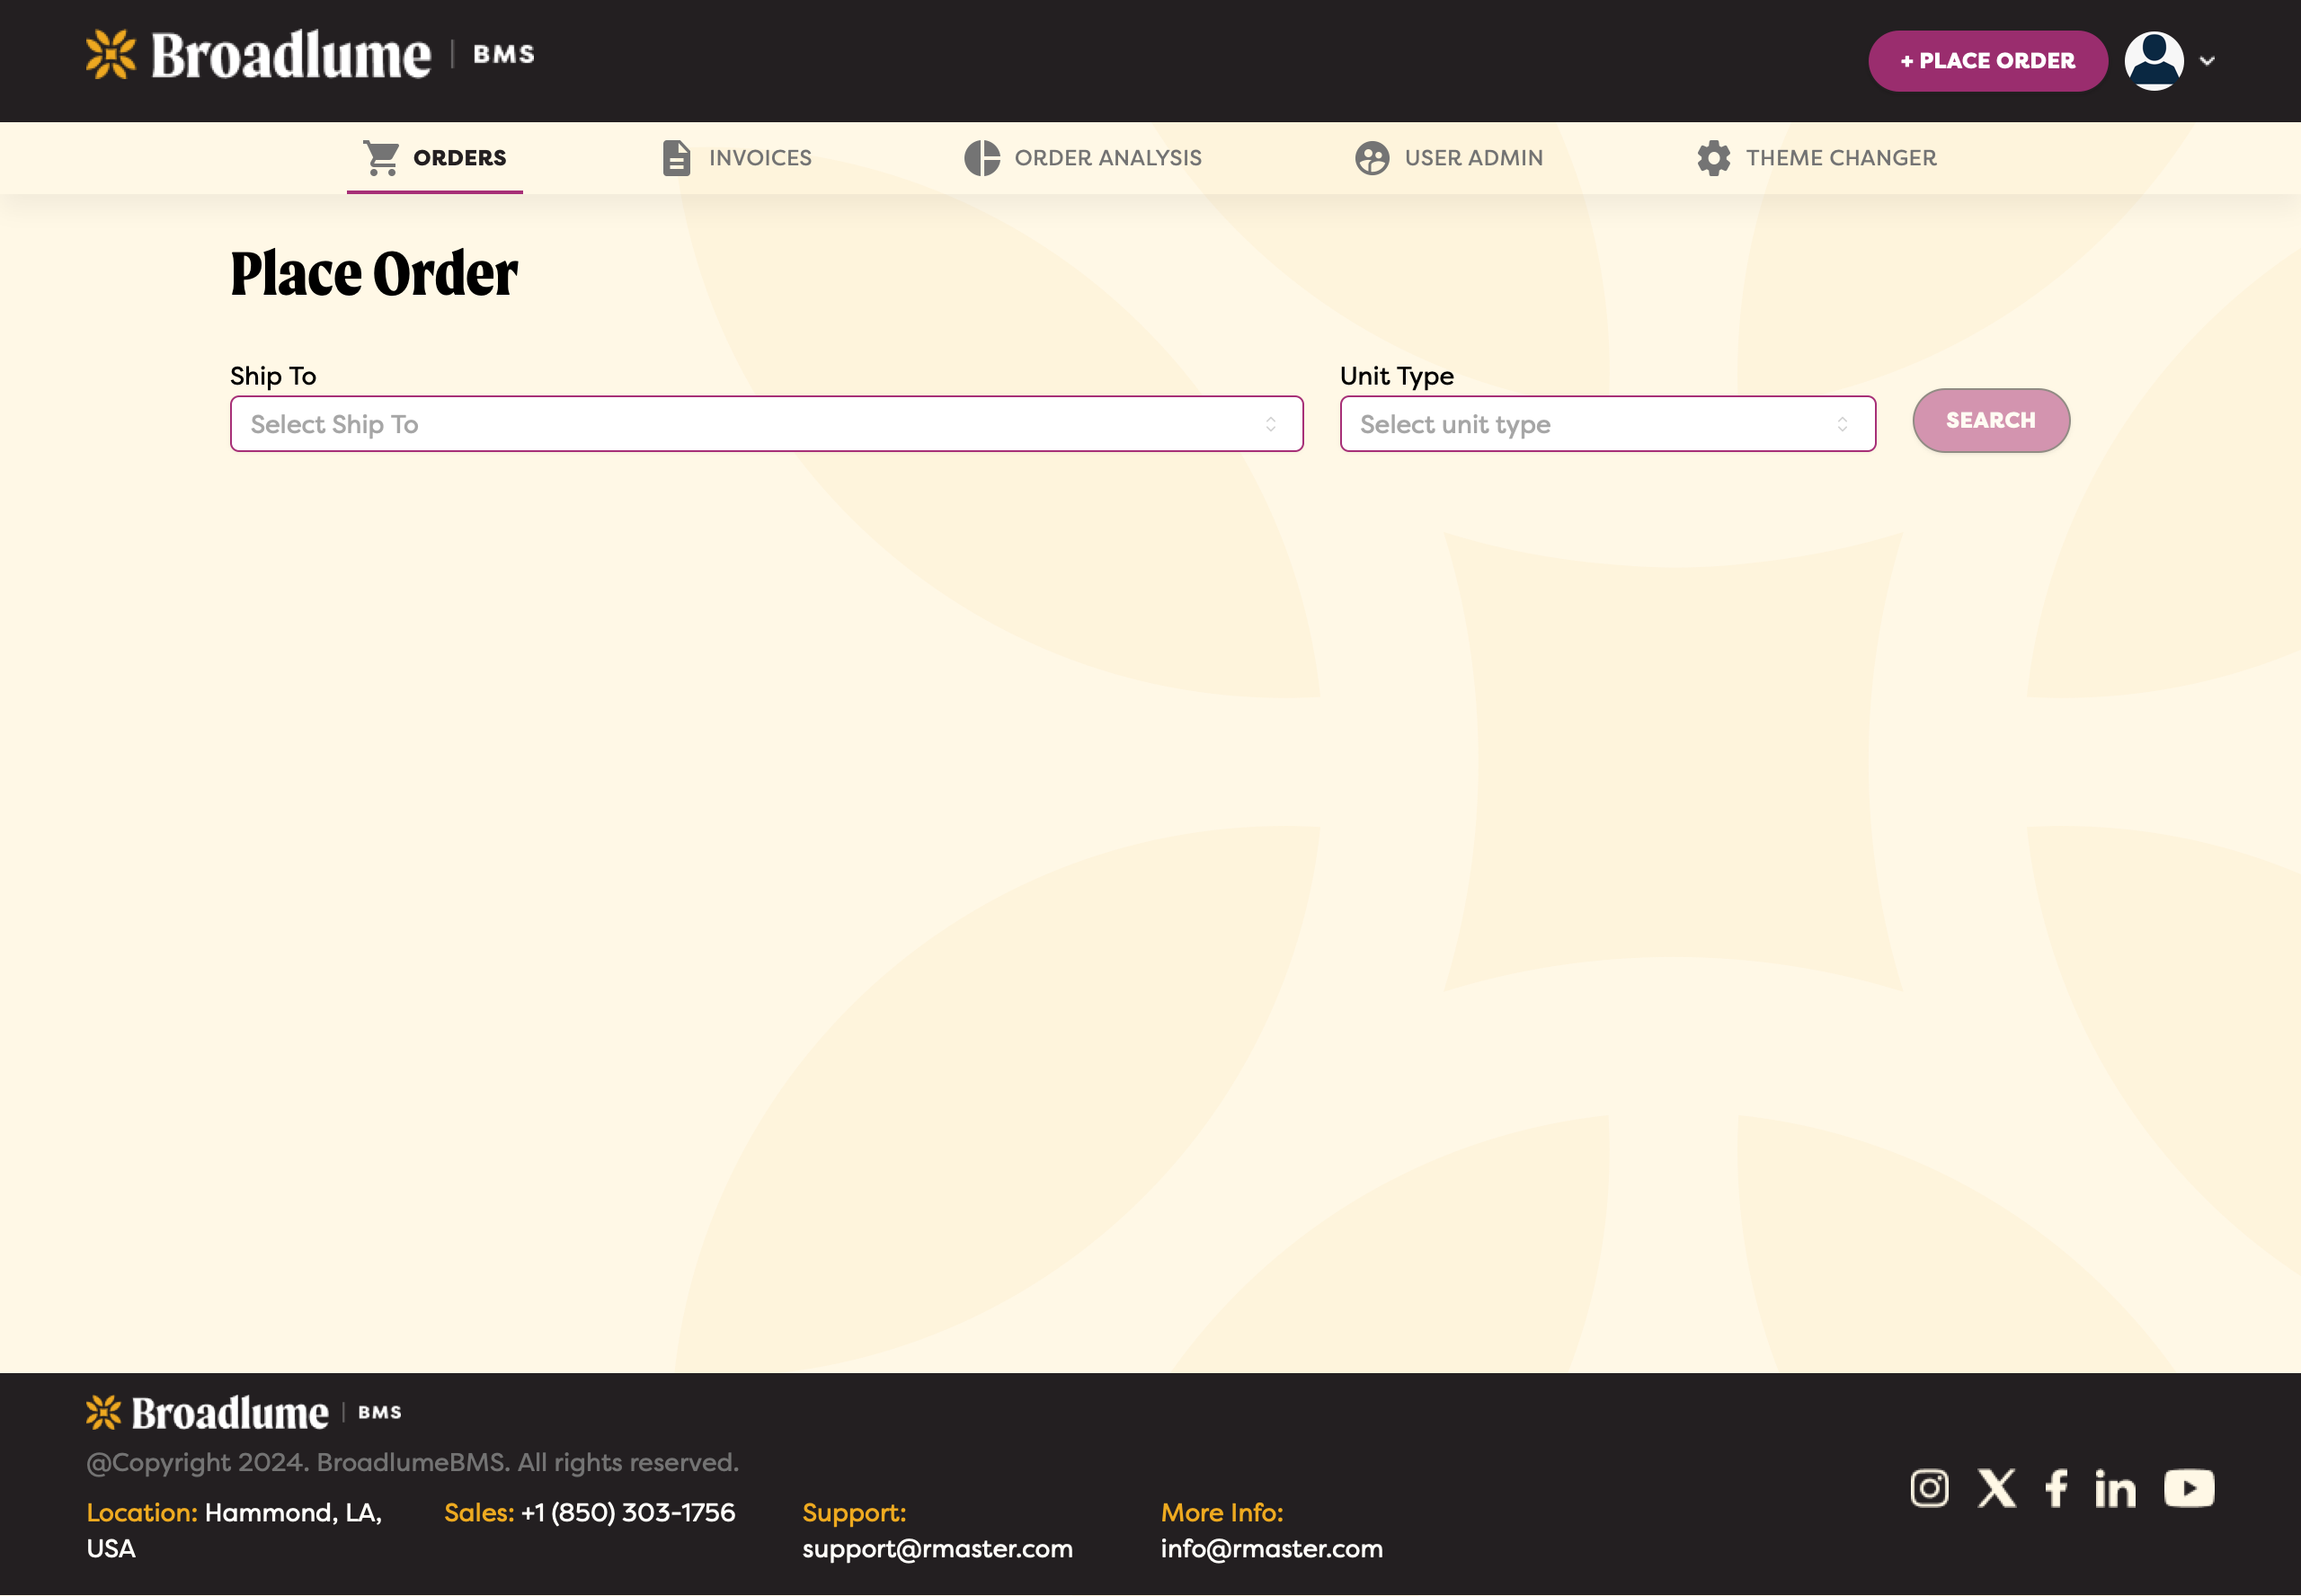 Broadlume | BMS
+ PLACE ORDER
ORDERS
INVOICES
ORDER ANALYSIS
USER ADMIN
THEME CHANGER
Place Order
Ship To
Select Ship To
Unit Type
Select unit type
SEARCH
Broadlume | BMS
@Copyright 2024. BroadlumeBMS. All rights reserved.
Location: Hammond, LA,
USA
Sales: +1 (850) 303-1756
Support:
support@rmaster.com
More Info:
info@rmaster.com